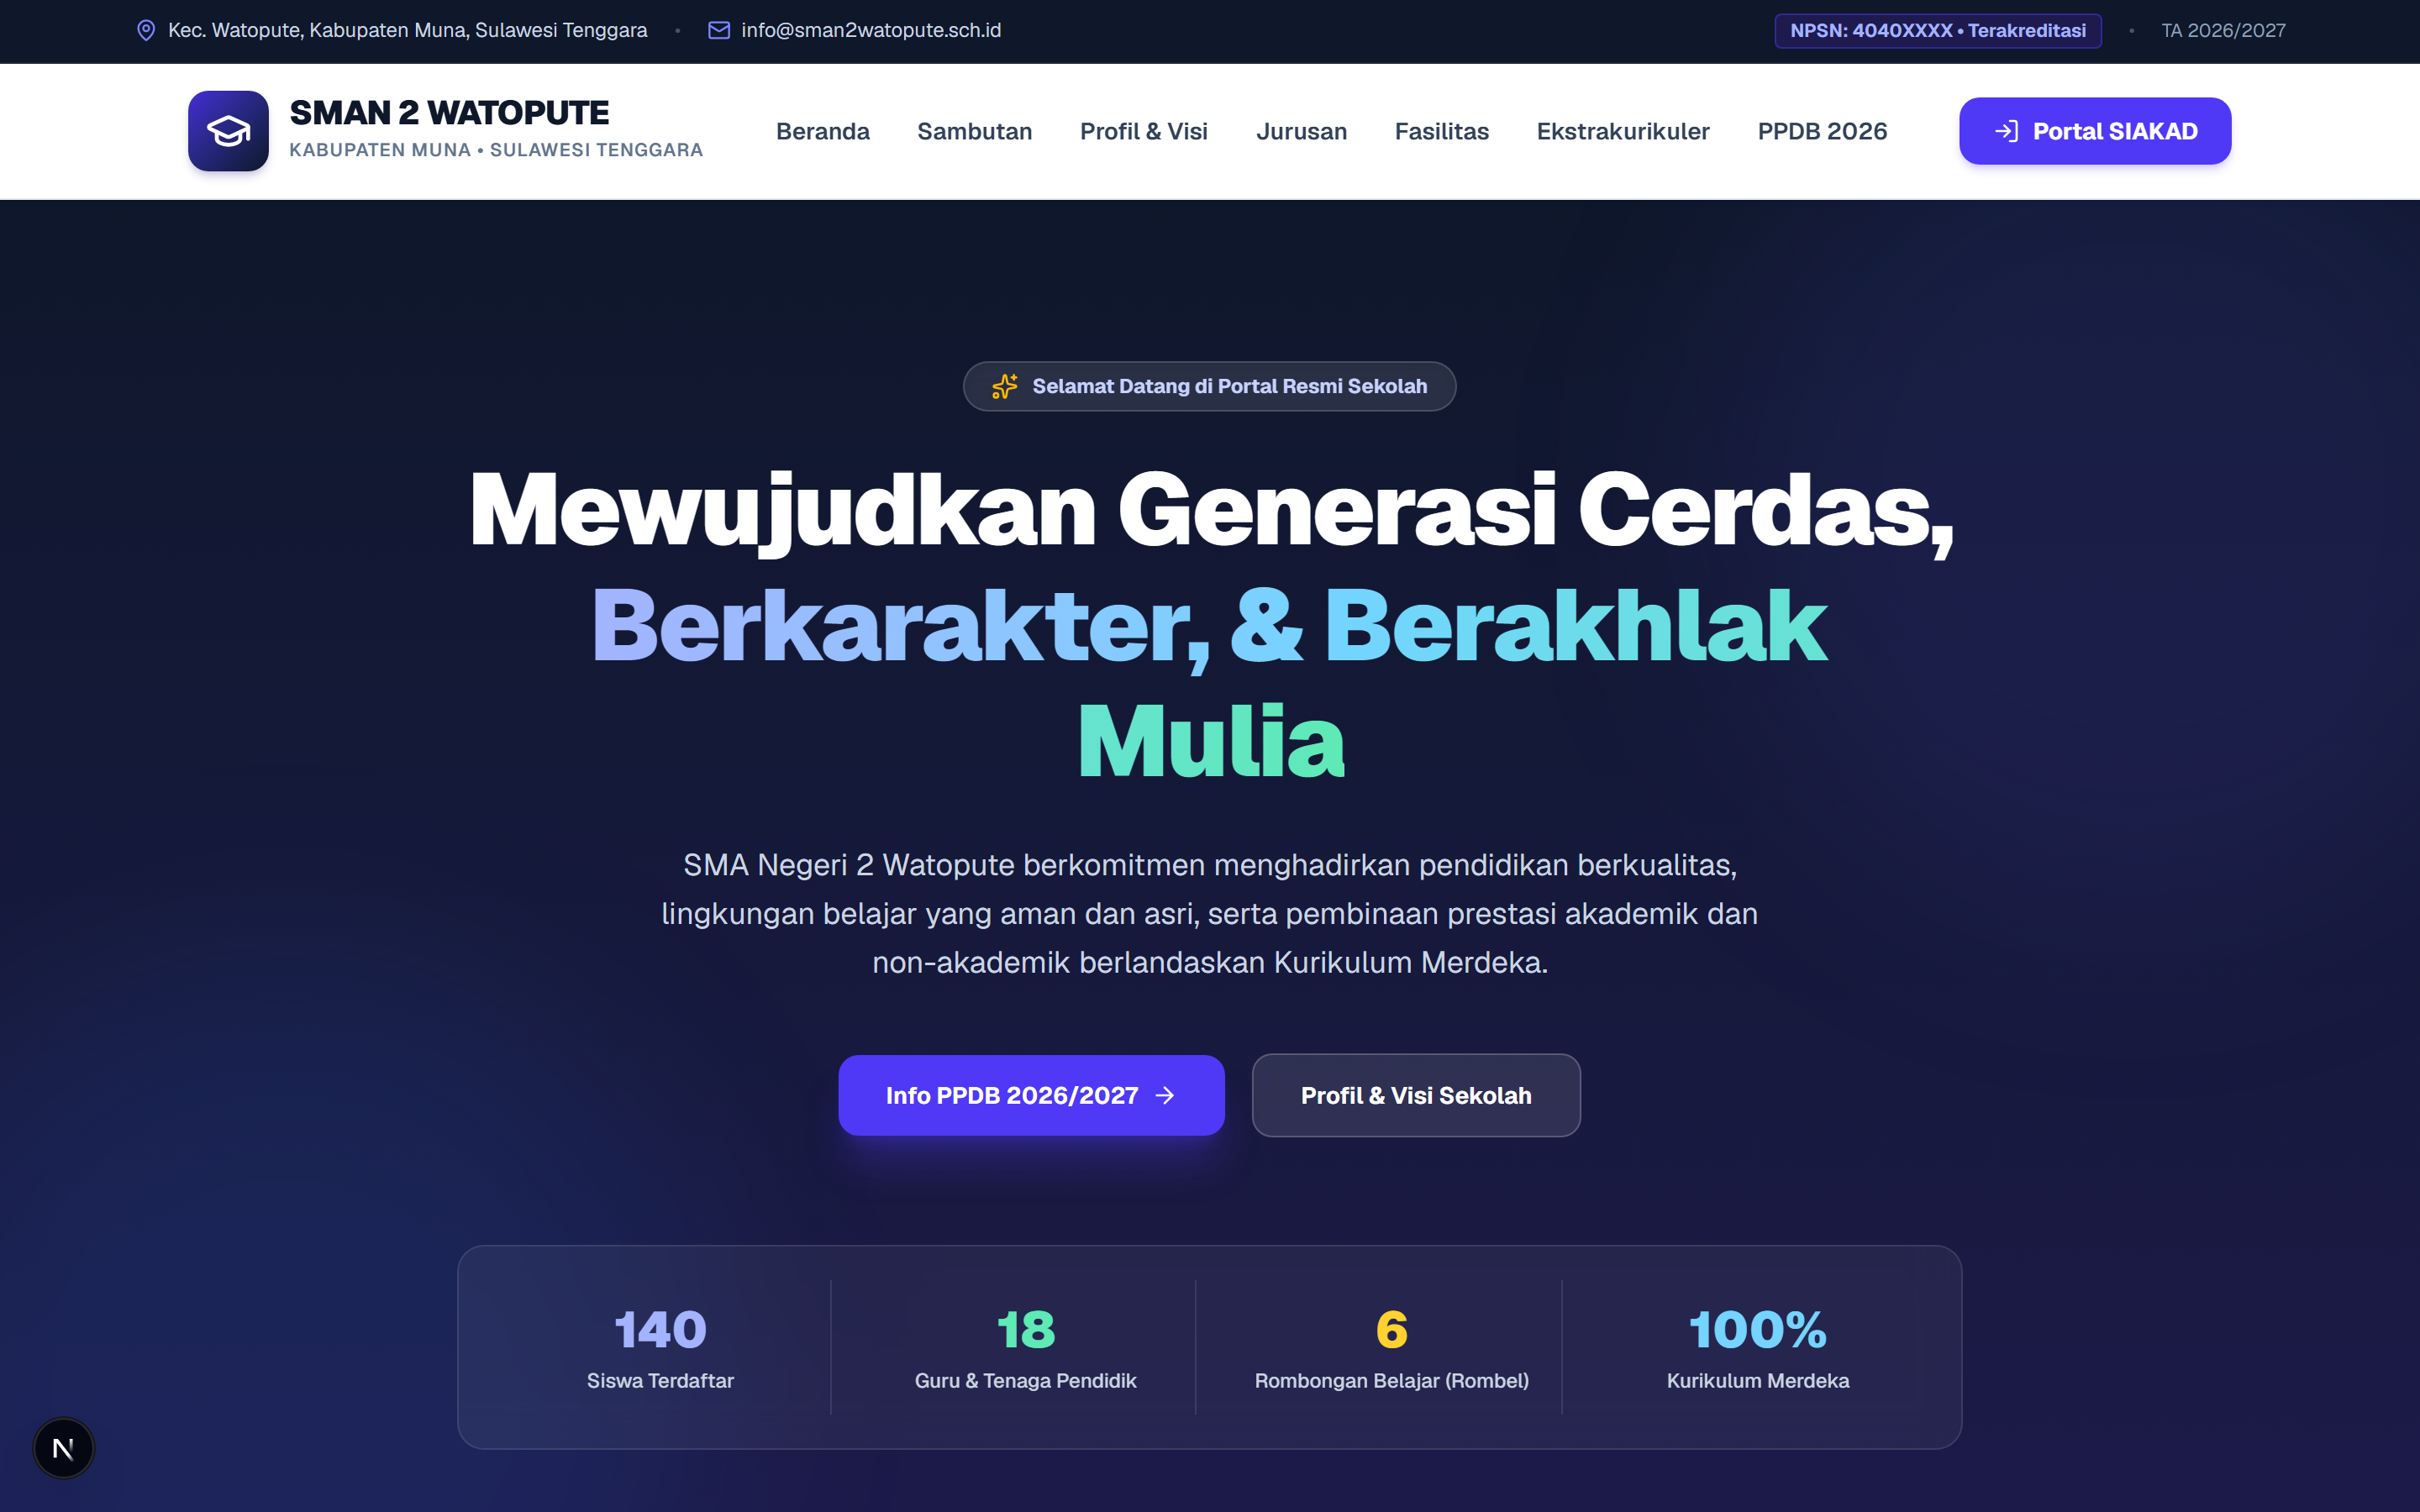 Kec. Watopute, Kabupaten Muna, Sulawesi Tenggara • info@sman2watopute.sch.id
NPSN: 4040XXXX • Terakreditasi • TA 2026/2027
SMAN 2 WATOPUTE
KABUPATEN MUNA • SULAWESI TENGGARA
Beranda Sambutan Profil & Visi Jurusan Fasilitas Ekstrakurikuler PPDB 2026 Portal SIAKAD
Selamat Datang di Portal Resmi Sekolah
Mewujudkan Generasi Cerdas,
Berkarakter, & Berakhlak
Mulia
SMA Negeri 2 Watopute berkomitmen menghadirkan pendidikan berkualitas,
lingkungan belajar yang aman dan asri, serta pembinaan prestasi akademik dan
non-akademik berlandaskan Kurikulum Merdeka.
Info PPDB 2026/2027 →
Profil & Visi Sekolah
140
Siswa Terdaftar
18
Guru & Tenaga Pendidik
6
Rombongan Belajar (Rombel)
100%
Kurikulum Merdeka
N